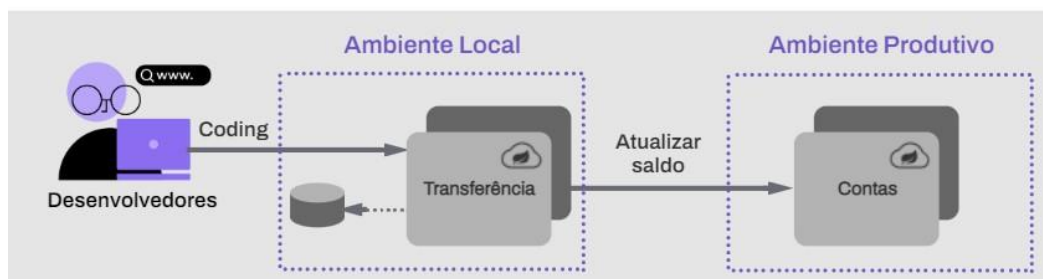 Ambiente Local
Ambiente Produtivo
www.
Coding
Atualizar
saldo
Transferência
Contas
Desenvolvedores